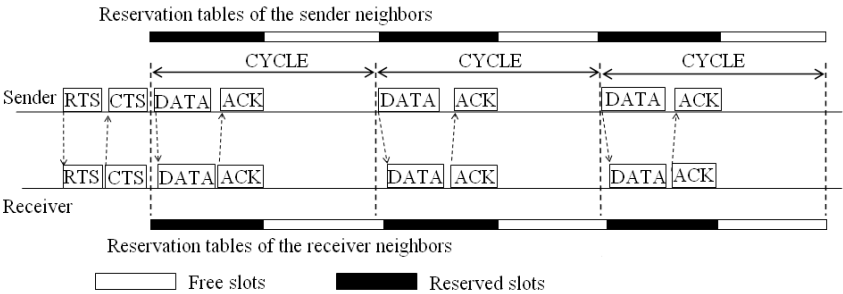 Reservation tables of the sender neighbors
CYCLE CYCLE CYCLE
Sender RTS CTS DATA ACK DATA ACK DATA ACK
RTS CTS DATA ACK DATA ACK DATA ACK
Receiver
Reservation tables of the receiver neighbors
Free slots Reserved slots